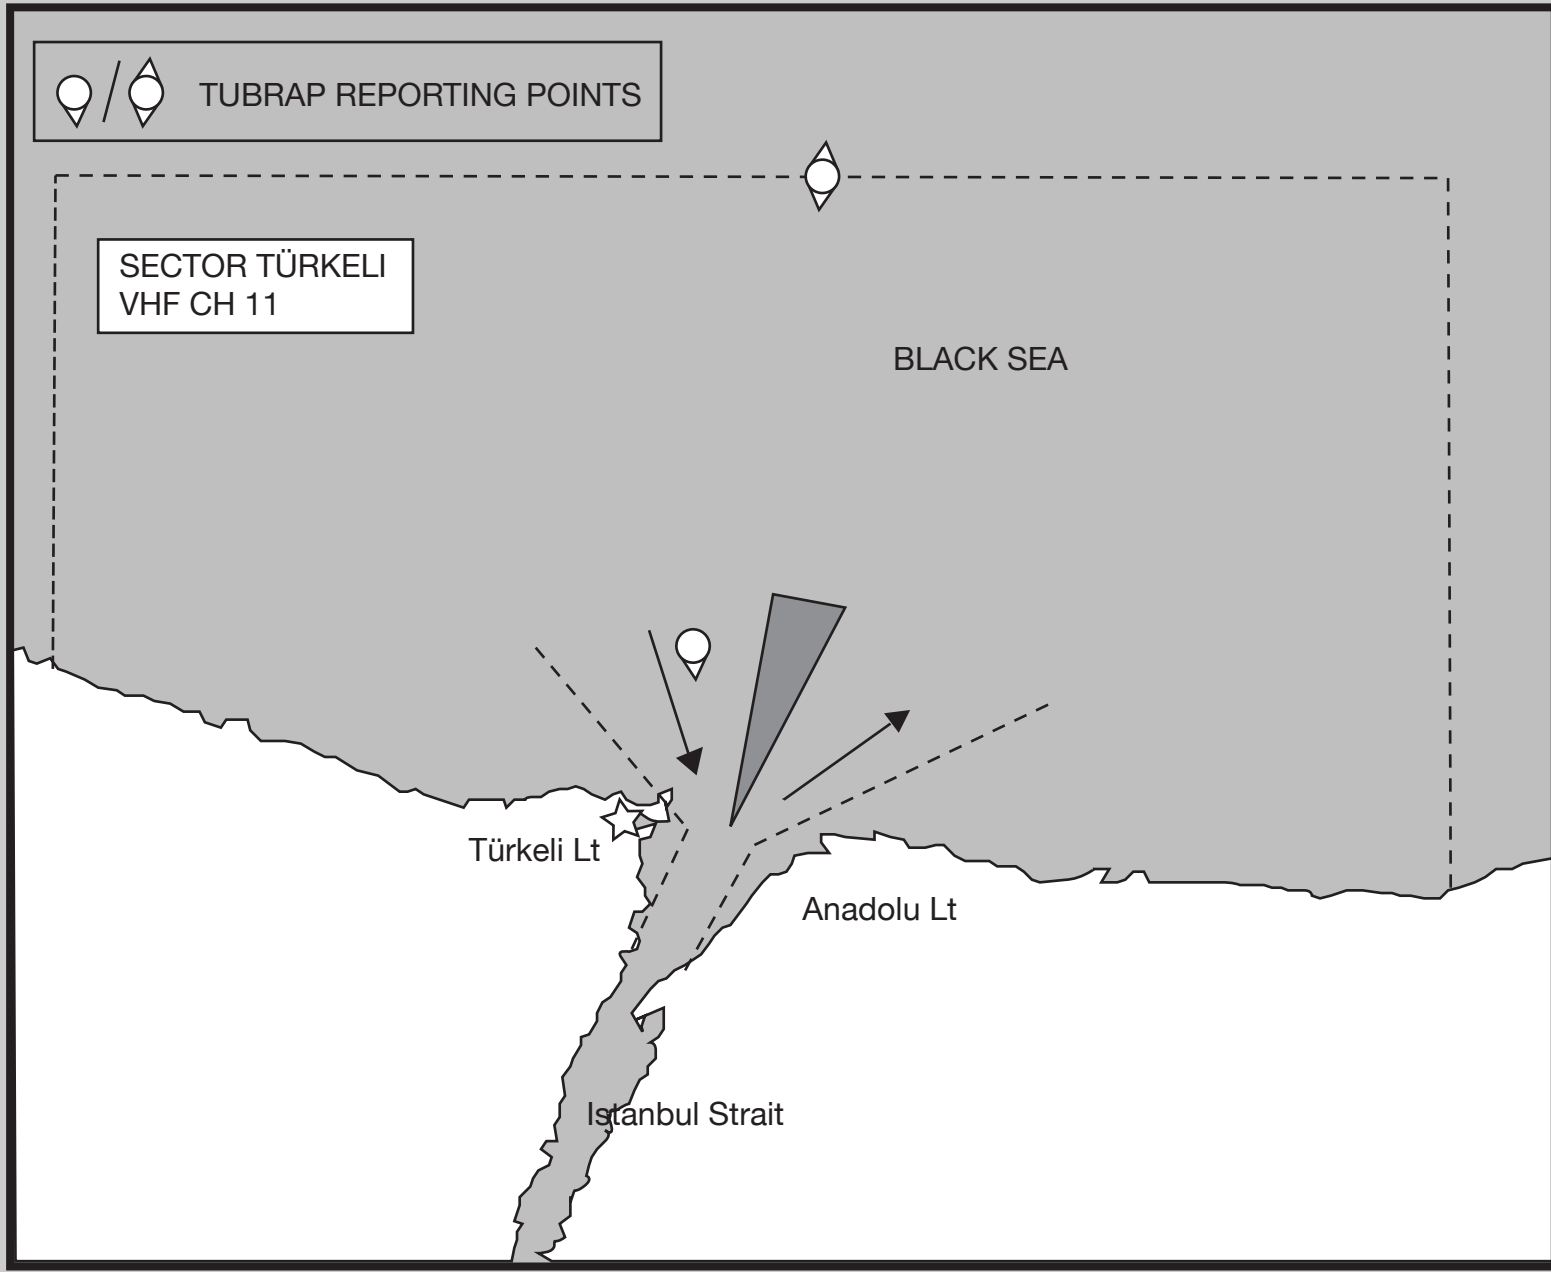 TUBRAP REPORTING POINTS
SECTOR TÜRKELI
VHF CH 11
BLACK SEA
Türkeli Lt
Anadolu Lt
Istanbul Strait